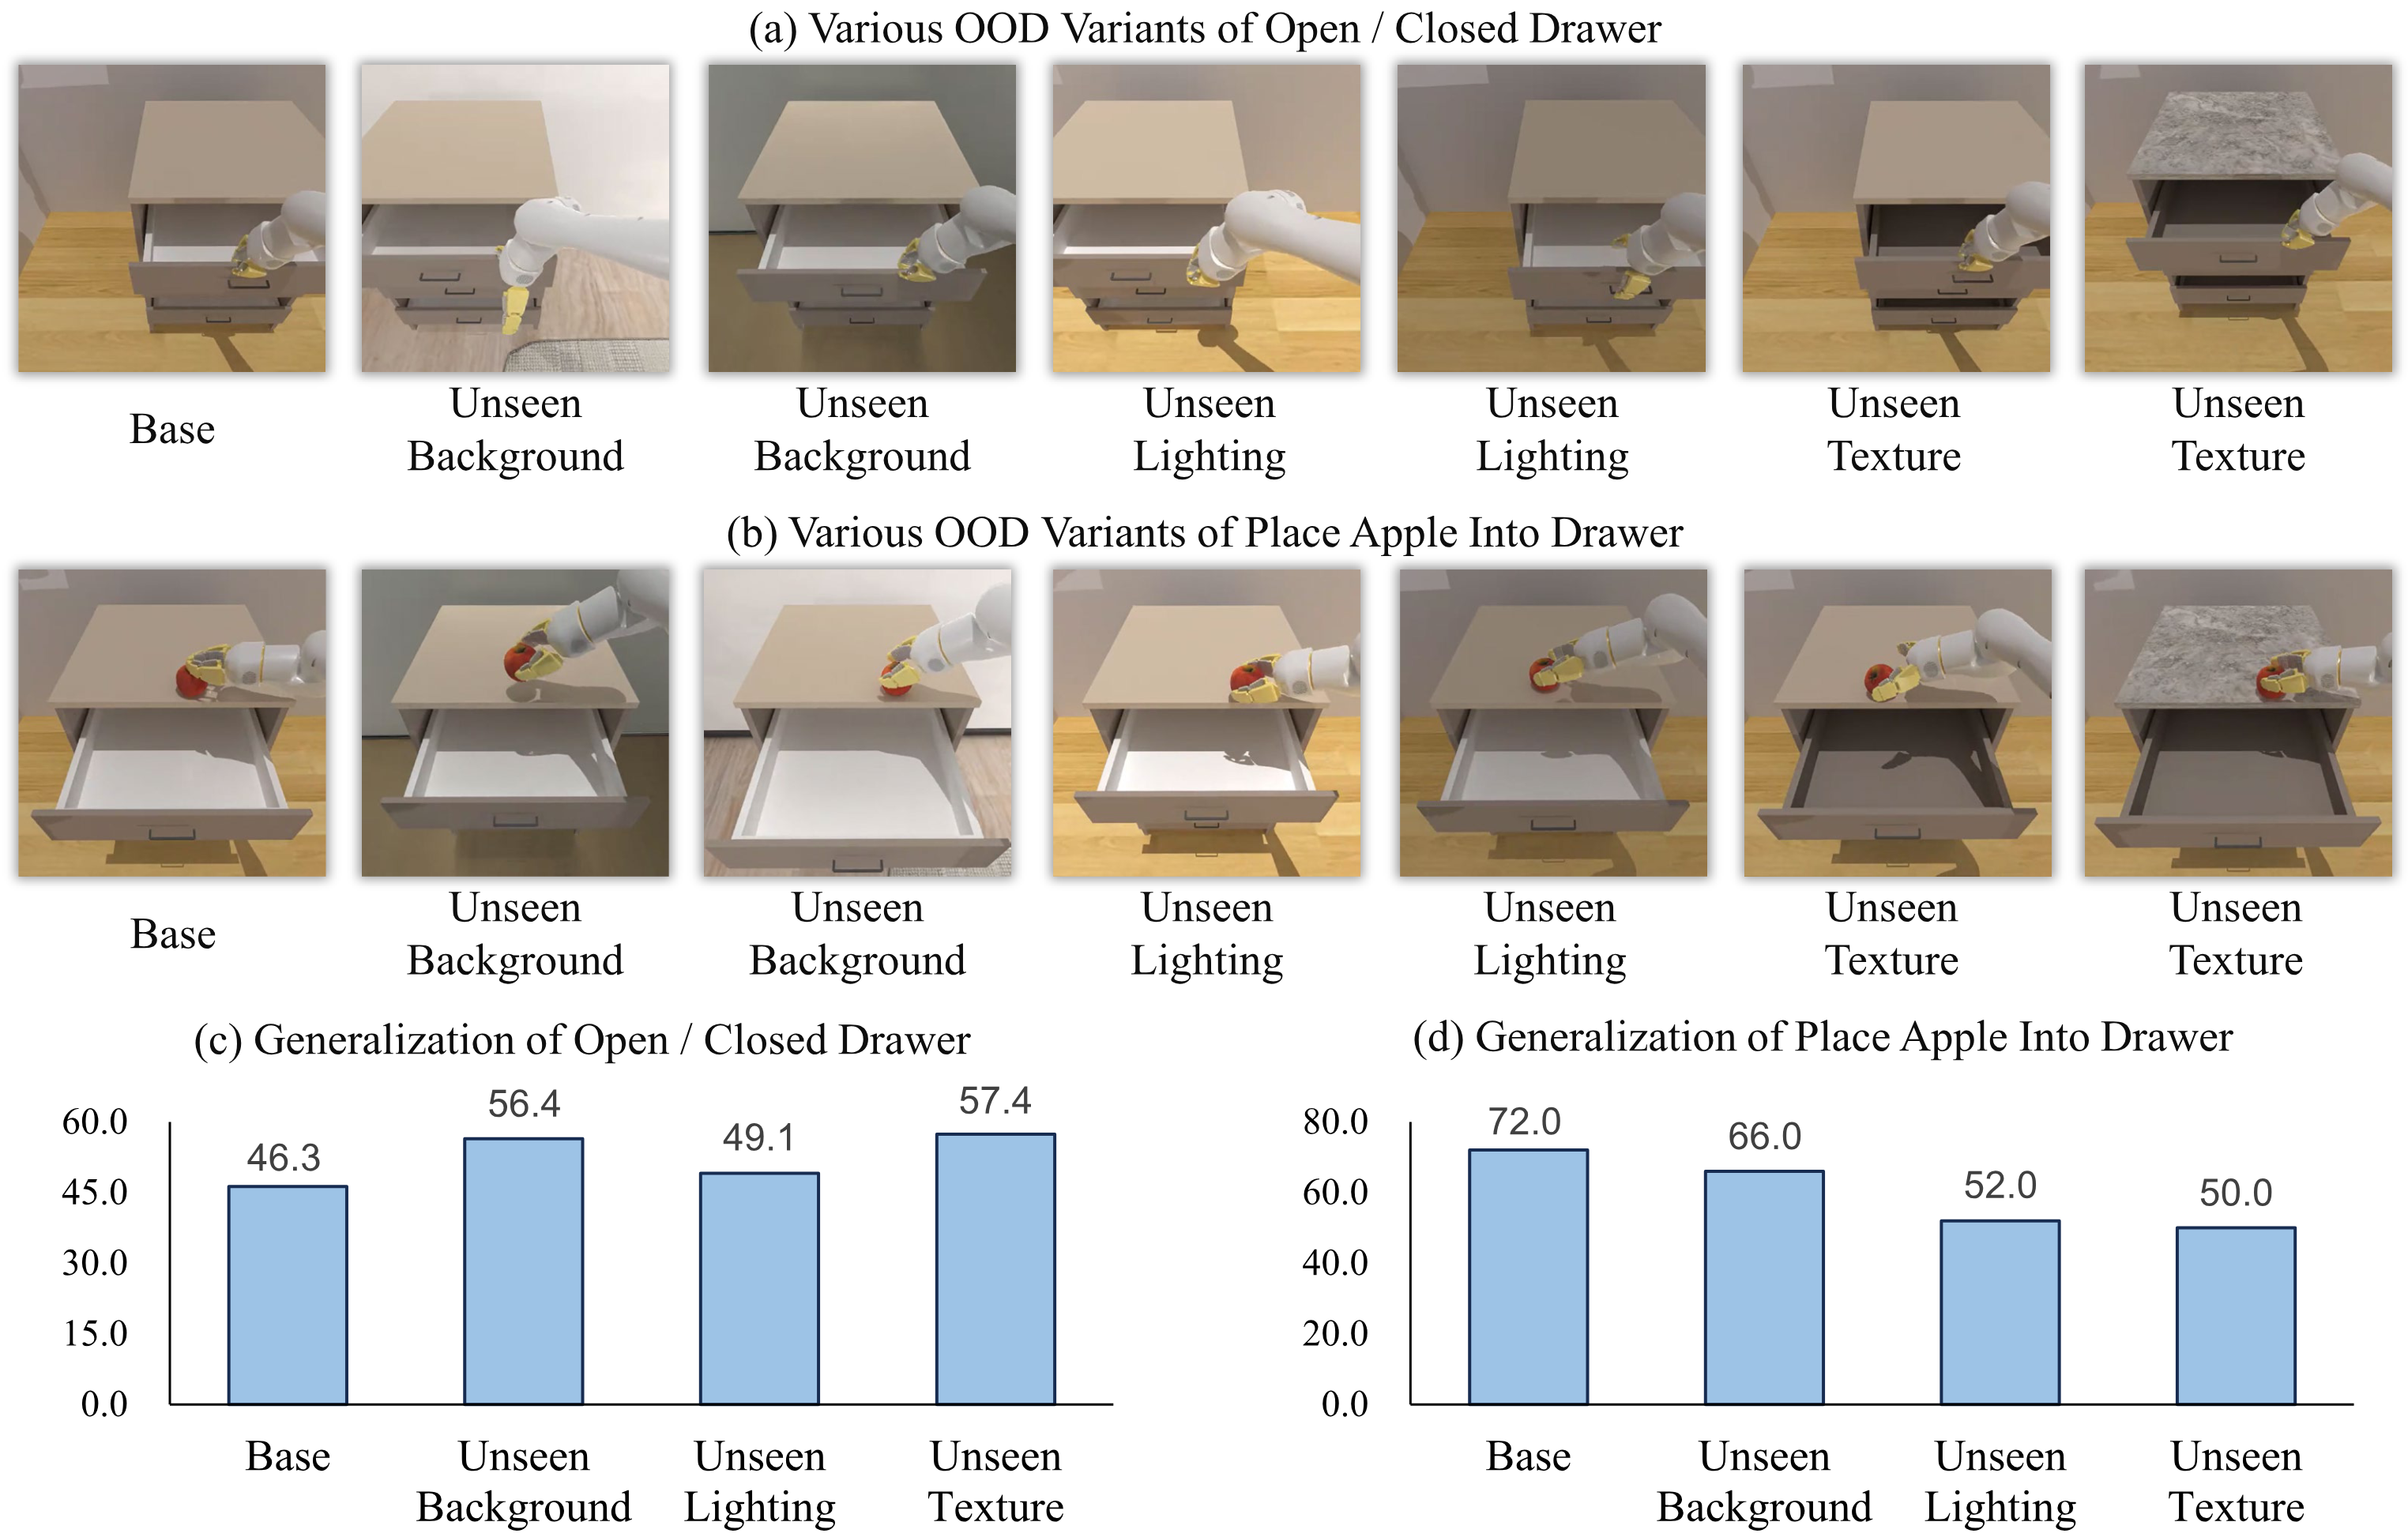 (a) Various OOD Variants of Open / Closed Drawer
Base
Unseen
Background
Unseen
Background
Unseen
Lighting
Unseen
Lighting
Unseen
Texture
Unseen
Texture
(b) Various OOD Variants of Place Apple Into Drawer
Base
Unseen
Background
Unseen
Background
Unseen
Lighting
Unseen
Lighting
Unseen
Texture
Unseen
Texture
(c) Generalization of Open / Closed Drawer
60.0
45.0
30.0
15.0
0.0
46.3
56.4
49.1
57.4
Base
Unseen
Background
Unseen
Lighting
Unseen
Texture
(d) Generalization of Place Apple Into Drawer
80.0
60.0
40.0
20.0
0.0
72.0
66.0
52.0
50.0
Base
Unseen
Background
Unseen
Lighting
Unseen
Texture